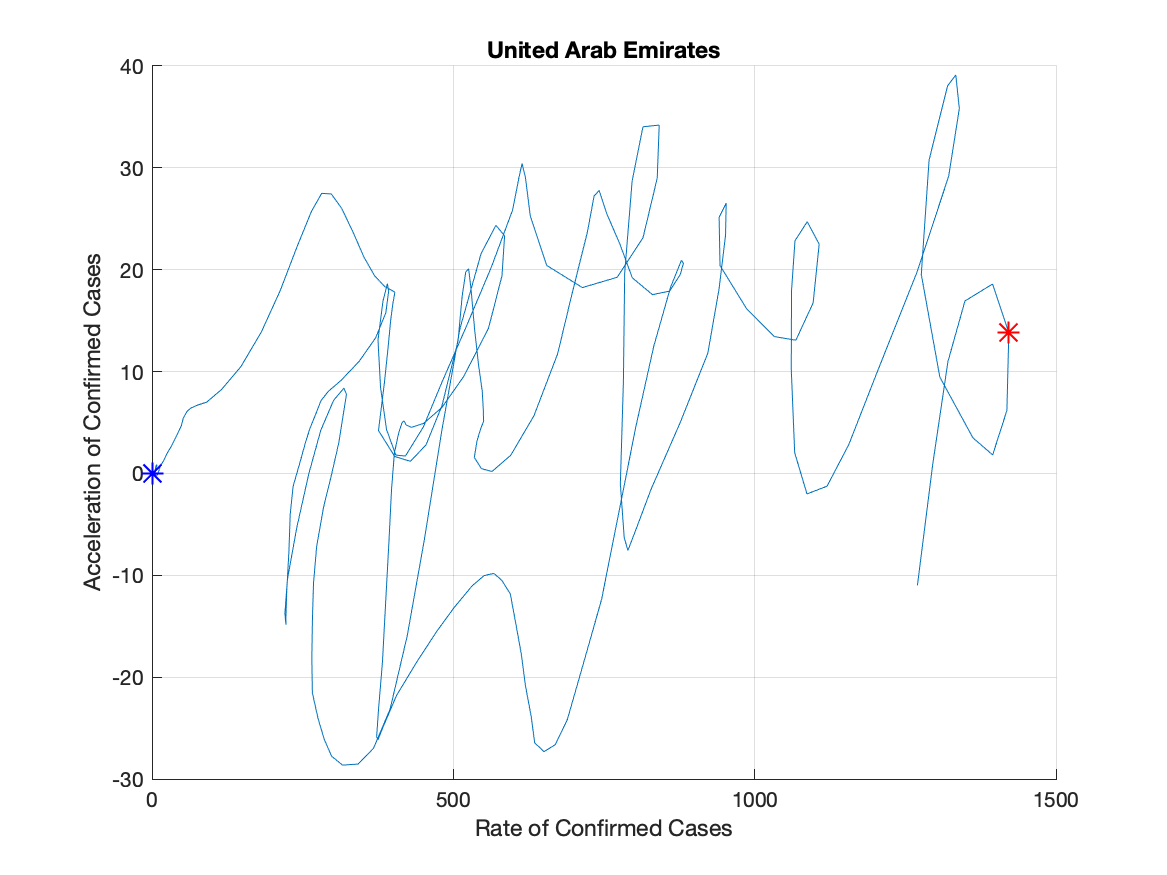 United Arab Emirates
40
30
20
10
0
-10
-20
-30
Acceleration of Confirmed Cases
0 500 1000 1500
Rate of Confirmed Cases